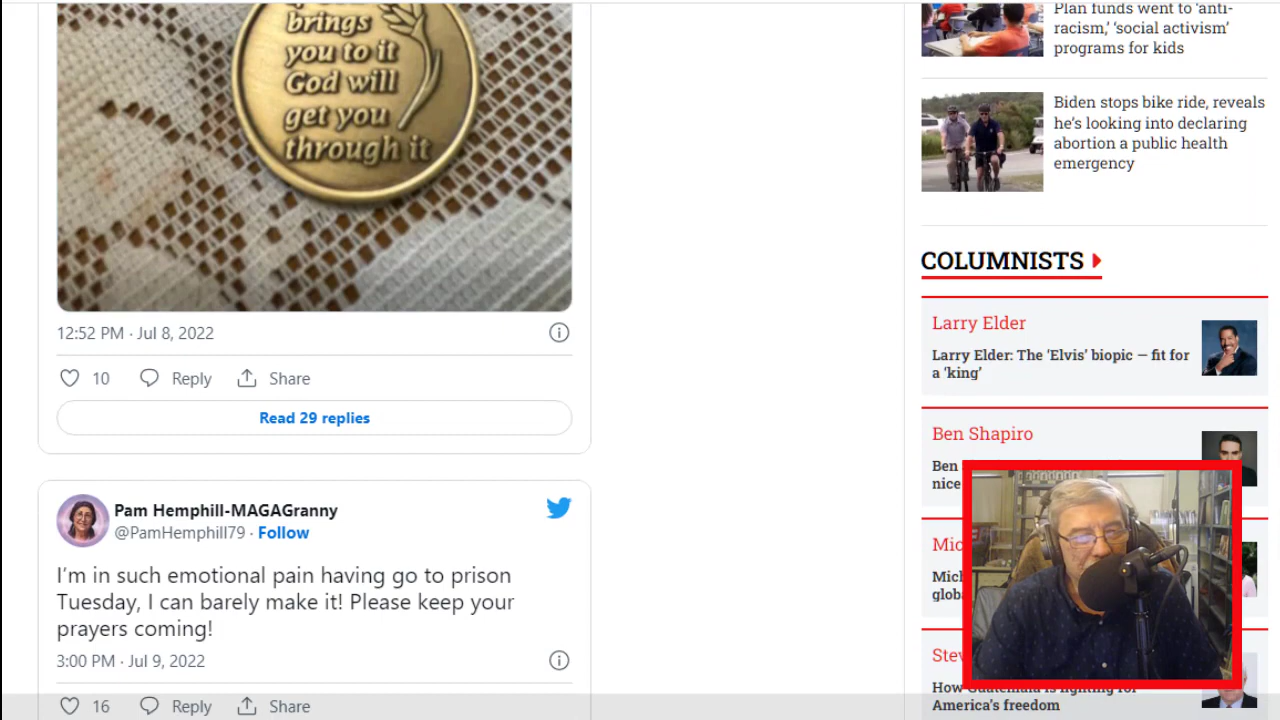 brings
you to it
God will
get you
through it
12:52 PM · Jul 8, 2022
10 Reply Share
Read 29 replies
Pam Hemphill-MAGAGranny
@PamHemphill79 · Follow
I'm in such emotional pain having go to prison
Tuesday, I can barely make it! Please keep your
prayers coming!
3:00 PM · Jul 9, 2022
16 Reply Share
Plan funds went to 'anti-
racism,' 'social activism'
programs for kids
Biden stops bike ride, reveals
he's looking into declaring
abortion a public health
emergency
COLUMNISTS
Larry Elder
Larry Elder: The 'Elvis' biopic — fit for
a 'king'
Ben Shapiro
Ben
nice
Mic
Mich
glob
Stev
How Guatemala is fighting for
America's freedom